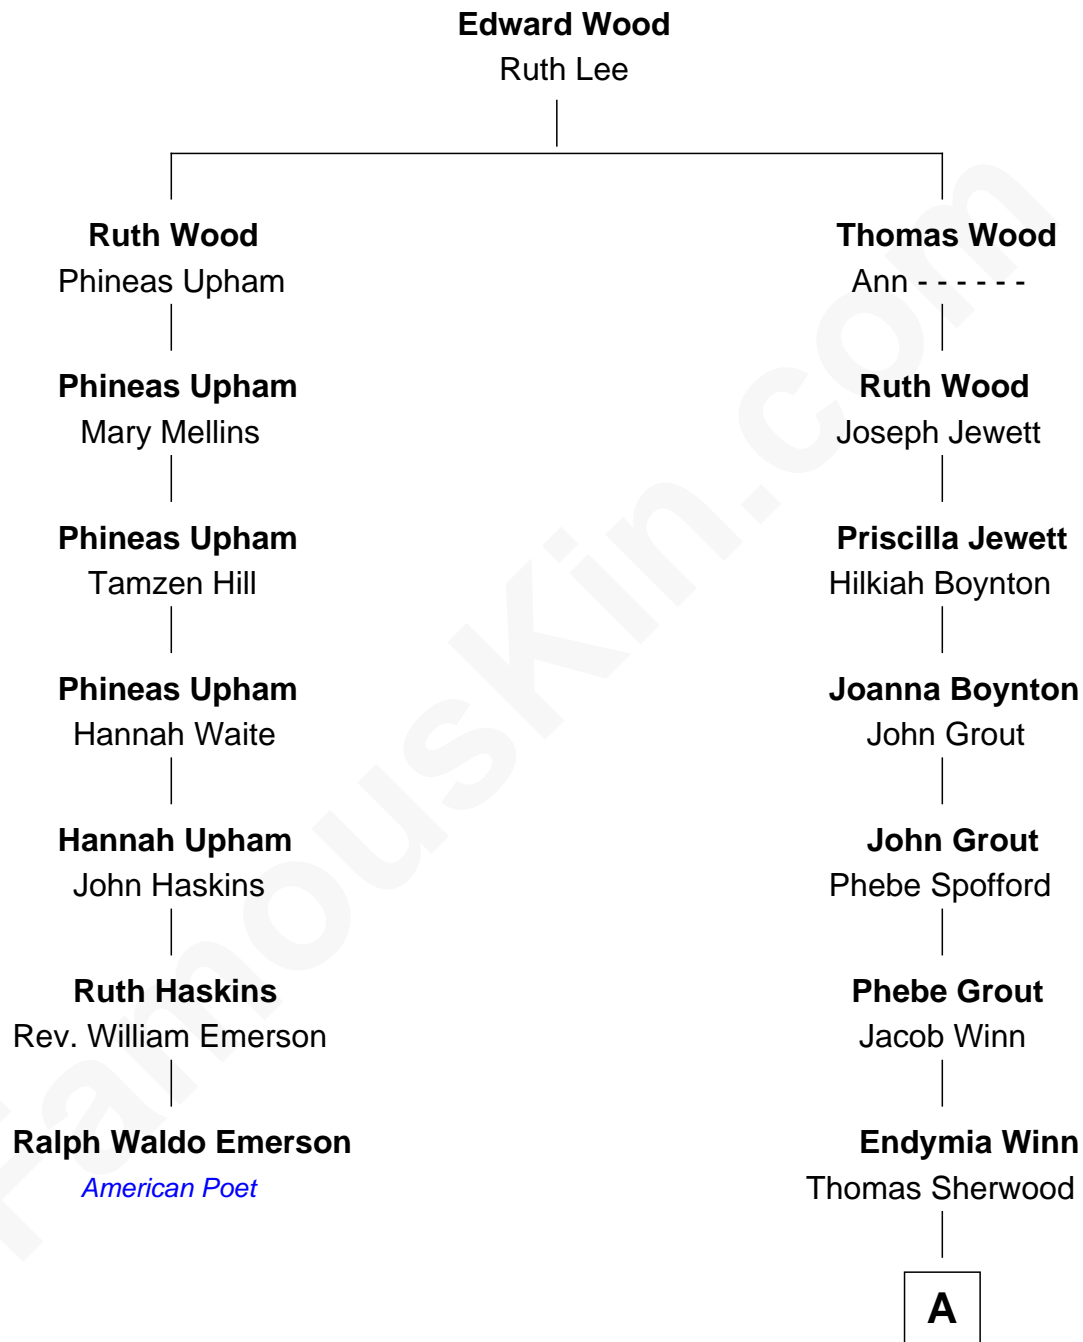 Edward Wood
Ruth Lee
Ruth Wood
Phineas Upham
Thomas Wood
Ann - - - - - -
Phineas Upham
Mary Mellins
Ruth Wood
Joseph Jewett
Phineas Upham
Tamzen Hill
Priscilla Jewett
Hilkiah Boynton
Phineas Upham
Hannah Waite
Joanna Boynton
John Grout
Hannah Upham
John Haskins
John Grout
Phebe Spofford
Ruth Haskins
Rev. William Emerson
Phebe Grout
Jacob Winn
Ralph Waldo Emerson
American Poet
Endymia Winn
Thomas Sherwood
A
FamousKin.com